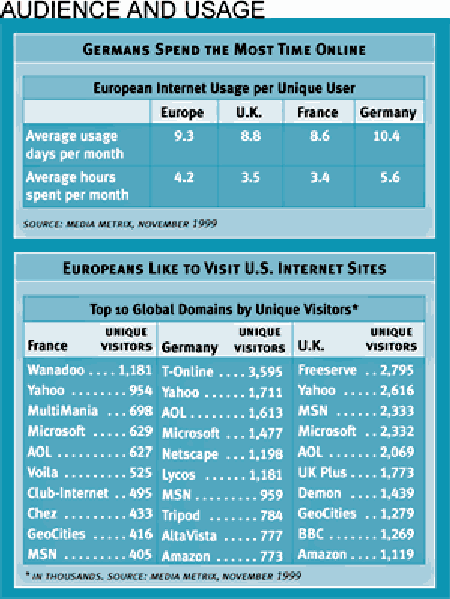 AUDIENCE AND USAGE
GERMANS SPEND THE MOST TIME ONLINE
European Internet Usage per Unique User
Europe U.K. France Germany
Average usage days per month 9.3 8.8 8.6 10.4
Average hours spent per month 4.2 3.5 3.4 5.6
SOURCE: MEDIA METRIX, NOVEMBER 1999
EUROPEANS LIKE TO VISIT U.S. INTERNET SITES
Top 10 Global Domains by Unique Visitors*
France UNIQUE VISITORS Germany UNIQUE VISITORS U.K. UNIQUE VISITORS
Wanadoo .... 1,181 T-Online .... 3,595 Freeserve .. 2,795
Yahoo ......... 954 Yahoo ....... 1,711 Yahoo ...... 2,616
MultiMania ... 698 AOL .......... 1,613 MSN ....... 2,333
Microsoft ..... 629 Microsoft ... 1,477 Microsoft .. 2,332
AOL ........... 627 Netscape ... 1,198 AOL ........ 2,069
Voila .......... 525 Lycos ....... 1,181 UK Plus .... 1,773
Club-Internet .. 495 MSN ......... 959 Demon .... 1,439
Chez .......... 433 Tripod ....... 784 GeoCities .. 1,279
GeoCities ..... 416 AltaVista ..... 777 BBC ........ 1,269
MSN .......... 405 Amazon ...... 773 Amazon .... 1,119
* IN THOUSANDS. SOURCE: MEDIA METRIX, NOVEMBER 1999